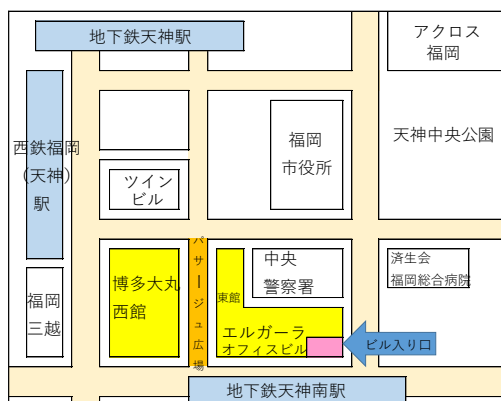 地下鉄天神駅
アクロス
福岡
西鉄福岡
(天神)
駅
福岡
市役所
天神中央公園
ツイン
ビル
パサージュ広場
博多大丸
西館
東館
中央
警察署
済生会
福岡総合病院
福岡
三越
エルガーラ
オフィスビル
ビル入り口
地下鉄天神南駅